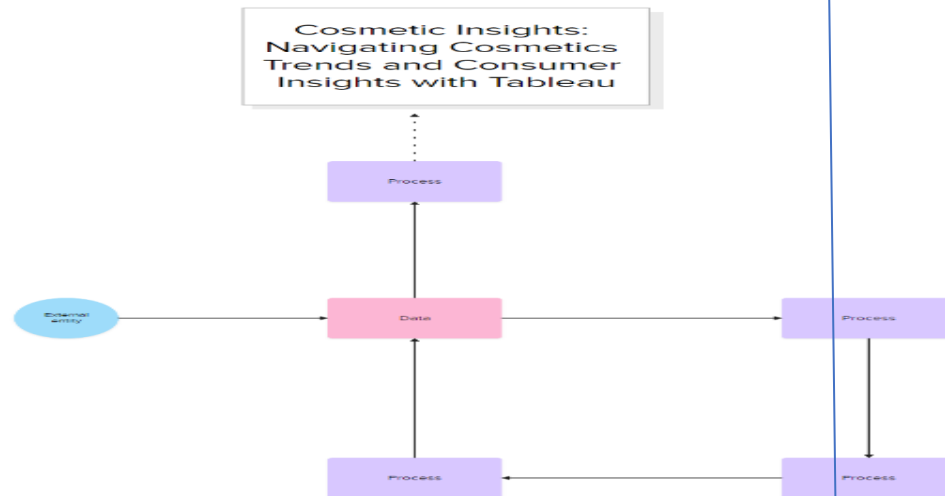 Cosmetic Insights:
Navigating Cosmetics
Trends and Consumer
Insights with Tableau
Process
External
entity
Data
Process
Process
Process